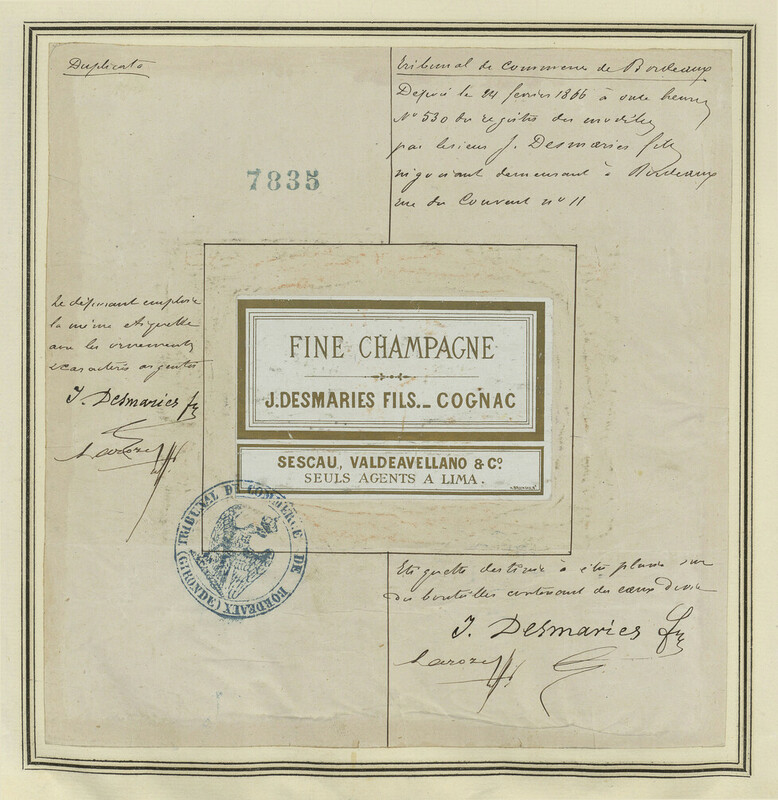 Duplicata
Tribunal de Commerce de Bordeaux
Déposé le 24 février 1866 à onze heures
N° 530 du registre des modèles
par le sieur J. Desmaries fils
négociant demeurant à Bordeaux
rue du Couvent n° 11
7835
Le déposant emploie
la même étiquette
avec les ornements
& caractères argentés
J. Desmaries fils
Laroze
FINE CHAMPAGNE
J. DESMARIES FILS._ COGNAC
SESCAU, VALDEAVELLANO & Cº.
SEULS AGENTS A LIMA.
TRIBUNAL DE COMMERCE DE BORDEAUX (GIRONDE)
Etiquette destinée à être placée sur
des bouteilles contenant des eaux de vie
J. Desmaries fils
Laroze